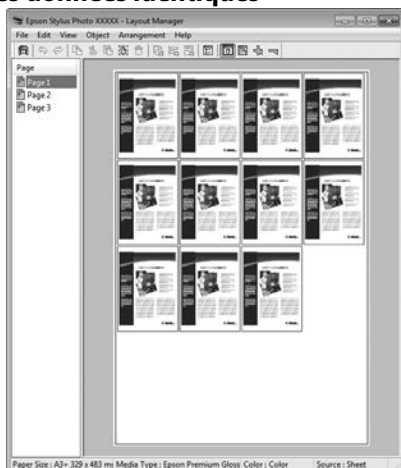 données identiques
Epson Stylus Photo XXXXX - Layout Manager
File Edit View Object Arrangement Help
Page
Page 1
Page 2
Page 3
Paper Size : A3+ 329 x 483 mi Media Type : Epson Premium Gloss Color : Color Source : Sheet